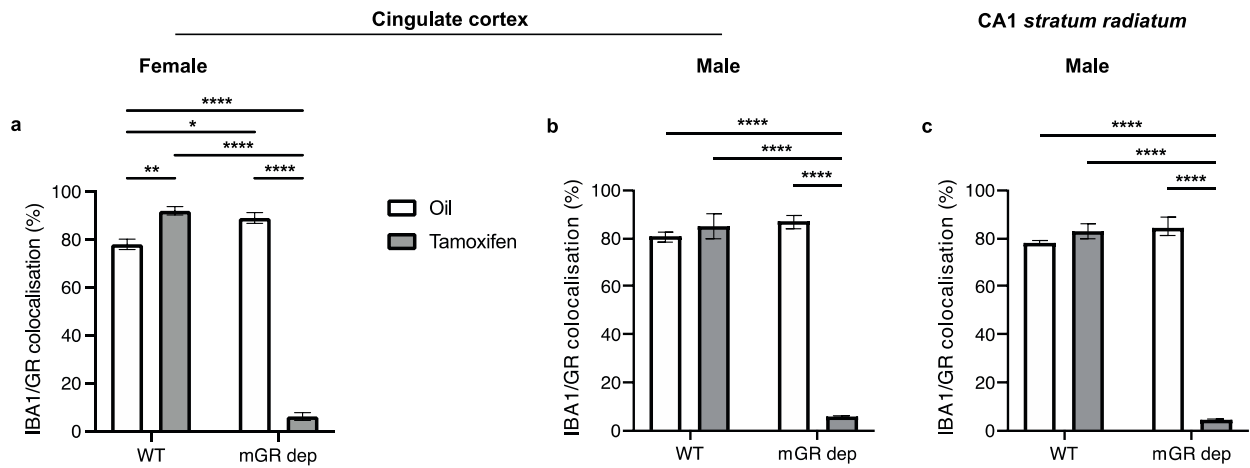 Cingulate cortex
CA1 stratum radiatum
Female
Male
Male
a
****
*
****
**
****
IBA1/GR colocalisation (%)
100
80
60
40
20
0
WT
mGR dep
Oil
Tamoxifen
b
****
****
****
IBA1/GR colocalisation (%)
100
80
60
40
20
0
WT
mGR dep
c
****
****
****
IBA1/GR colocalisation (%)
100
80
60
40
20
0
WT
mGR dep